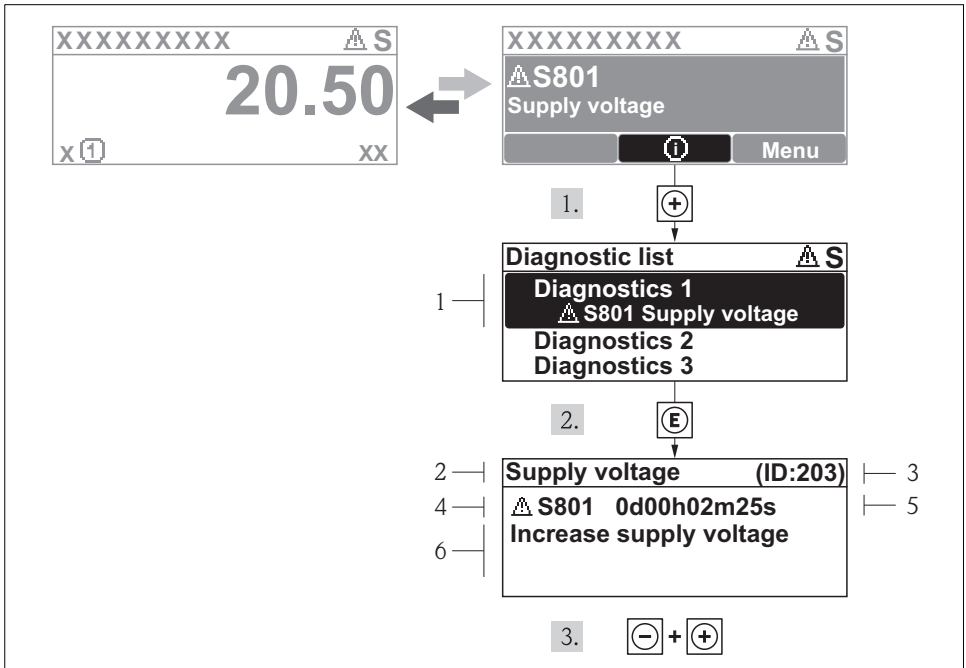 XXXXXXXXX ⚠ S
20.50
X 1 XX
XXXXXXXXX ⚠ S
⚠ S801
Supply voltage
i Menu
1. +
Diagnostic list ⚠ S
1 Diagnostics 1
⚠ S801 Supply voltage
Diagnostics 2
Diagnostics 3
2. E
2 Supply voltage (ID:203) 3
4 ⚠ S801 0d00h02m25s 5
6 Increase supply voltage
3. - + +